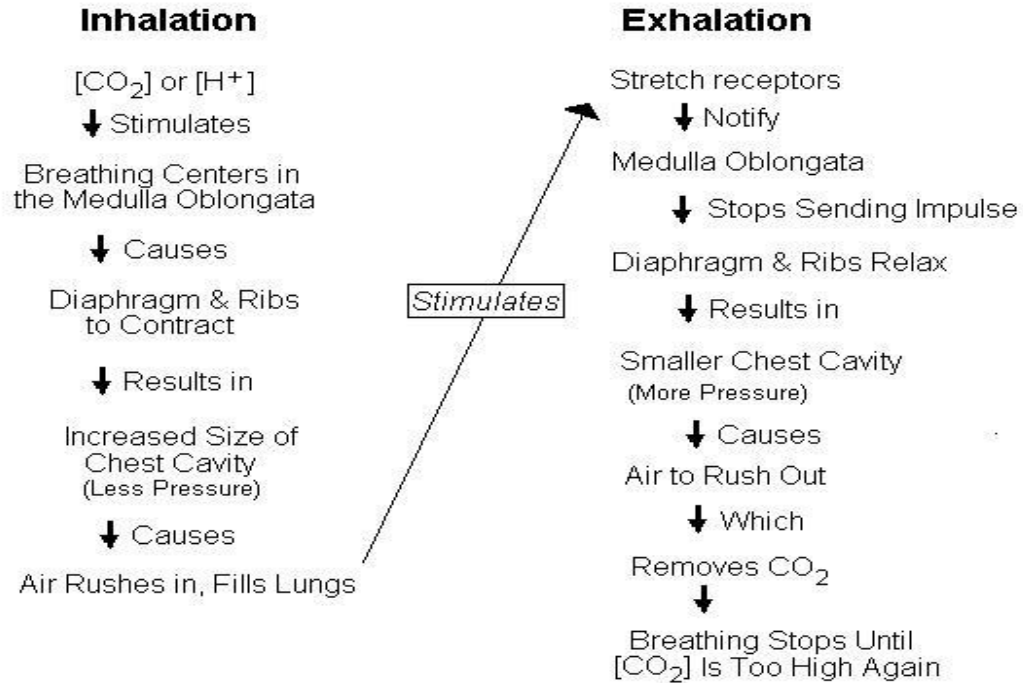 Inhalation
[CO₂] or [H⁺]
Stimulates
Breathing Centers in
the Medulla Oblongata
Causes
Diaphragm & Ribs
to Contract
Results in
Increased Size of
Chest Cavity
(Less Pressure)
Causes
Air Rushes in, Fills Lungs
Stimulates
Exhalation
Stretch receptors
Notify
Medulla Oblongata
Stops Sending Impulse
Diaphragm & Ribs Relax
Results in
Smaller Chest Cavity
(More Pressure)
Causes
Air to Rush Out
Which
Removes CO₂
Breathing Stops Until
[CO₂] Is Too High Again